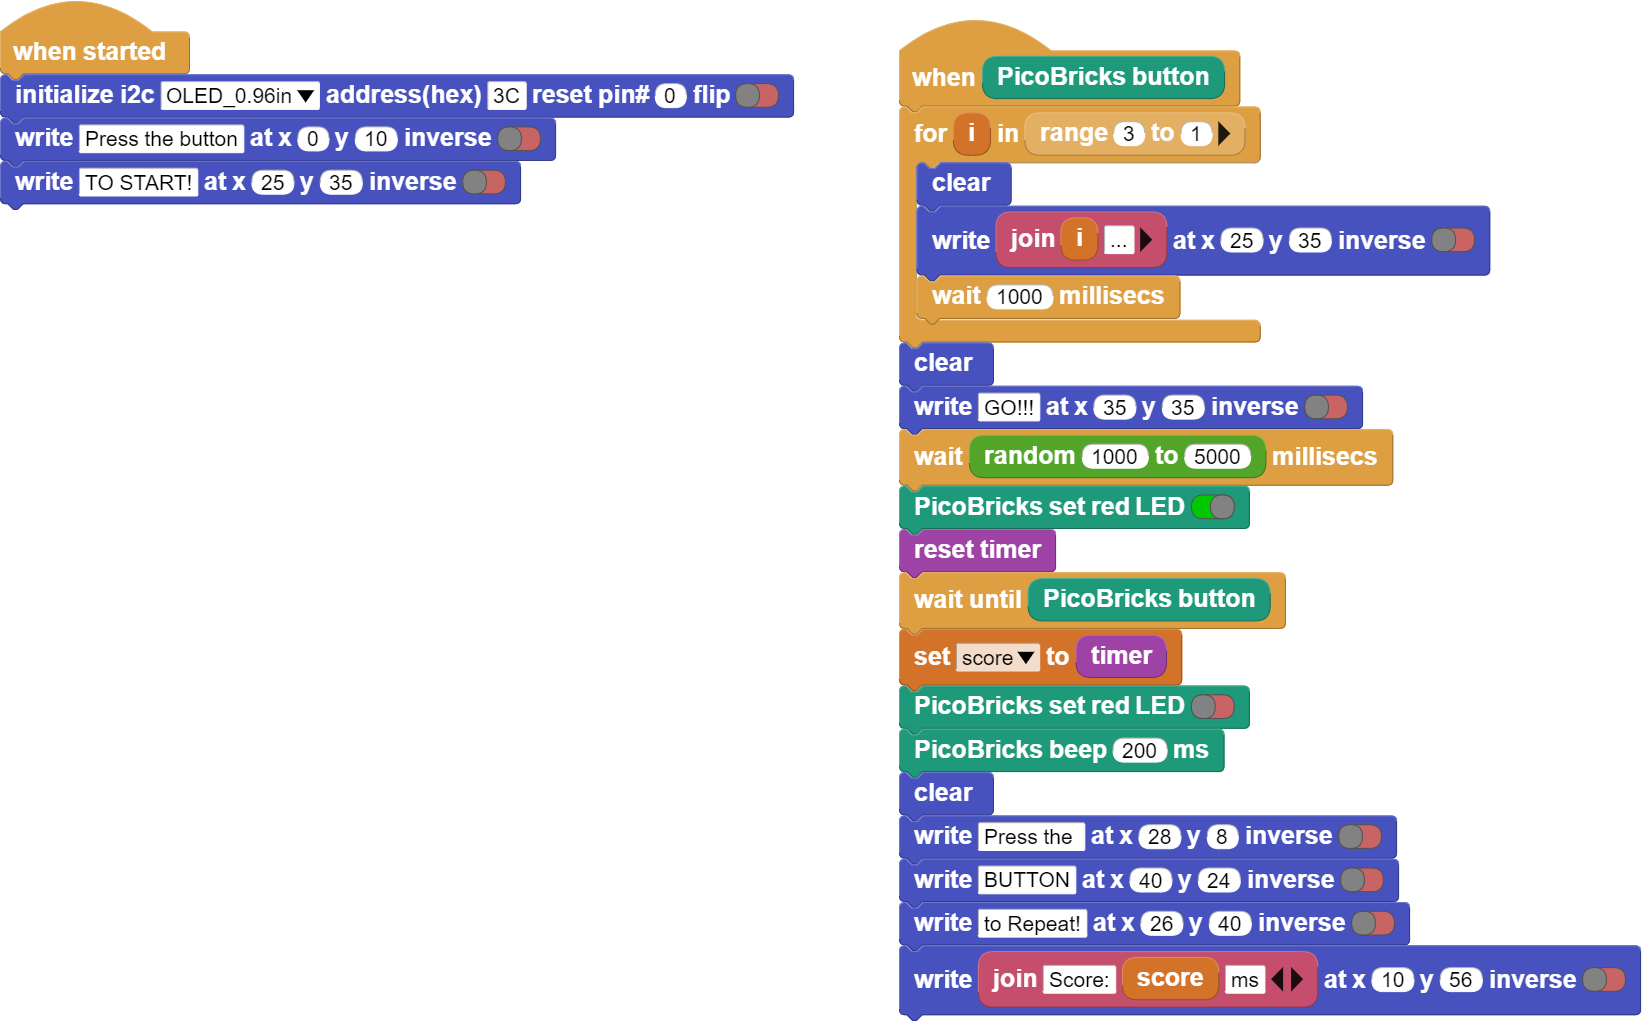 when started
initialize i2c OLED_0.96in address(hex) 3C reset pin# 0 flip
write Press the button at x 0 y 10 inverse
write TO START! at x 25 y 35 inverse
when PicoBricks button
for i in range 3 to 1
clear
write join i ... at x 25 y 35 inverse
wait 1000 millisecs
clear
write GO!!! at x 35 y 35 inverse
wait random 1000 to 5000 millisecs
PicoBricks set red LED
reset timer
wait until PicoBricks button
set score to timer
PicoBricks set red LED
PicoBricks beep 200 ms
clear
write Press the at x 28 y 8 inverse
write BUTTON at x 40 y 24 inverse
write to Repeat! at x 26 y 40 inverse
write join Score: score ms at x 10 y 56 inverse